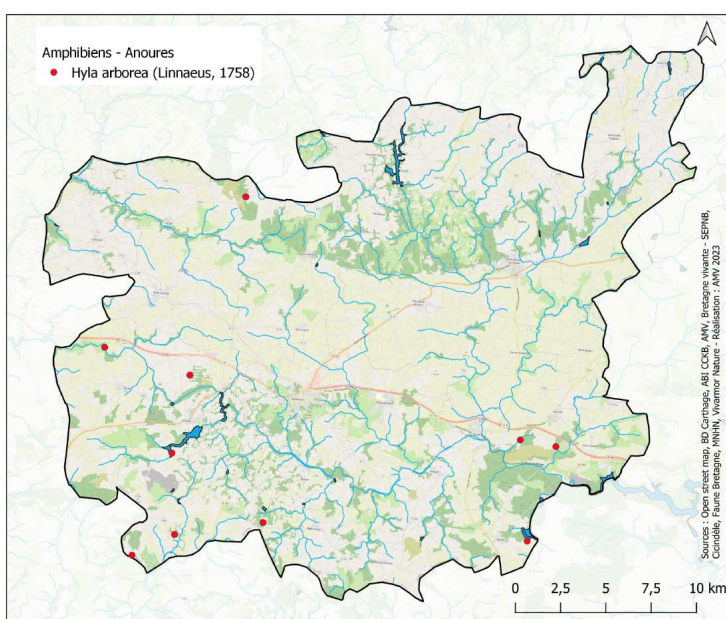 Amphibiens - Anoures
Hyla arborea (Linnaeus, 1758)
Sources : Open street map, BD Carthage, ABI CCKB, AMV, Bretagne vivante - SEPNB,
Cicindèle, Faune Bretagne, MNHN, Vivarmor Nature - Réalisation : AMV 2023
0 2,5 5 7,5 10 km